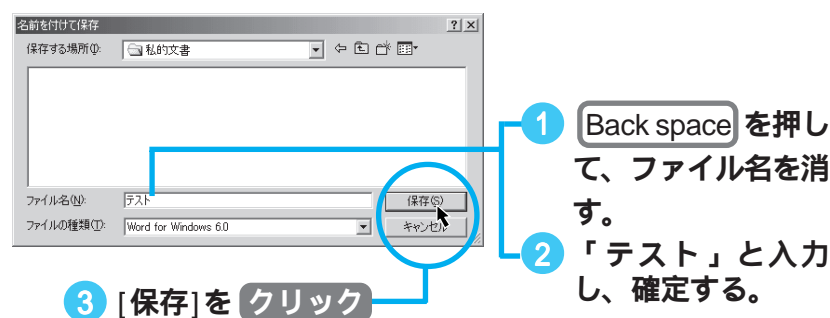 名前を付けて保存
保存する場所(I):
私的文書
ファイル名(N):
テスト
保存(S)
ファイルの種類(T):
Word for Windows 6.0
キャンセル
1 Back space を押し
て、ファイル名を消
す。
2 「テスト」と入力
し、確定する。
3 [保存]を クリック